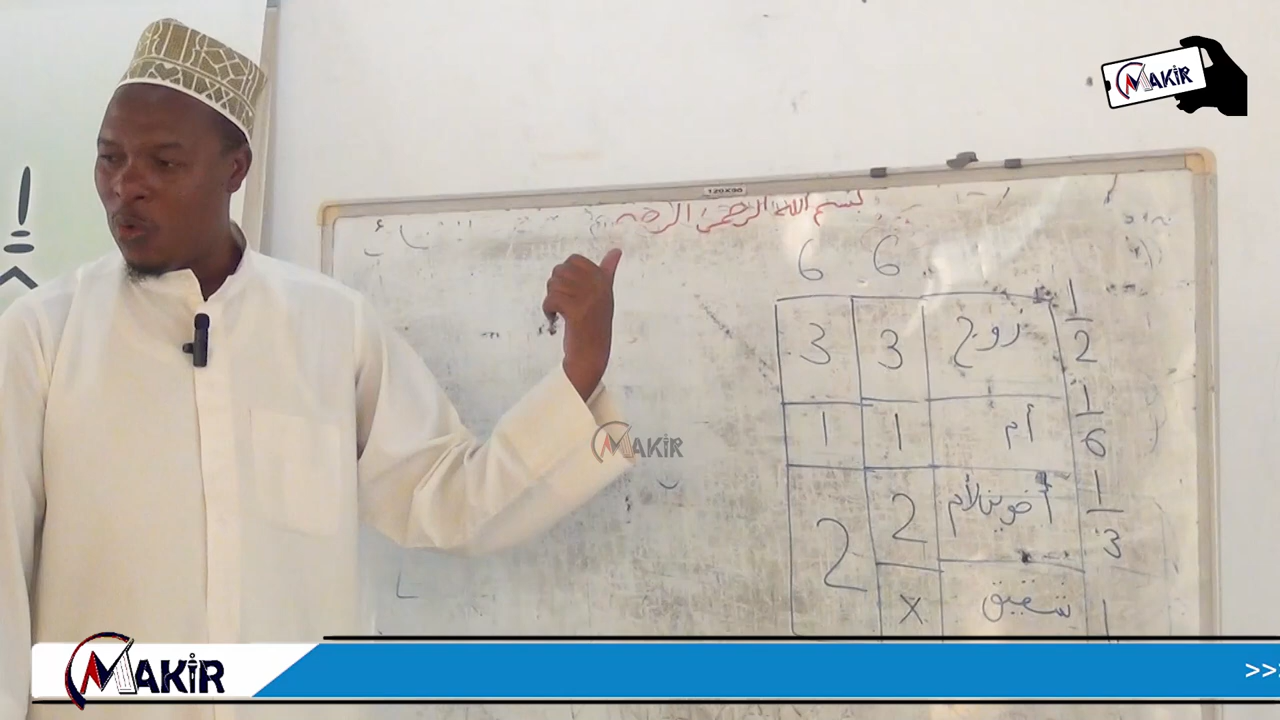 MAKIR
120X90
بسم الله الرحمن الرحيم
6 6
1/2 زوج 3 3
1/6 أم 1 1
1/3 أخوين لأم 2 2
شقيق X
MAKIR
MAKIR
>>